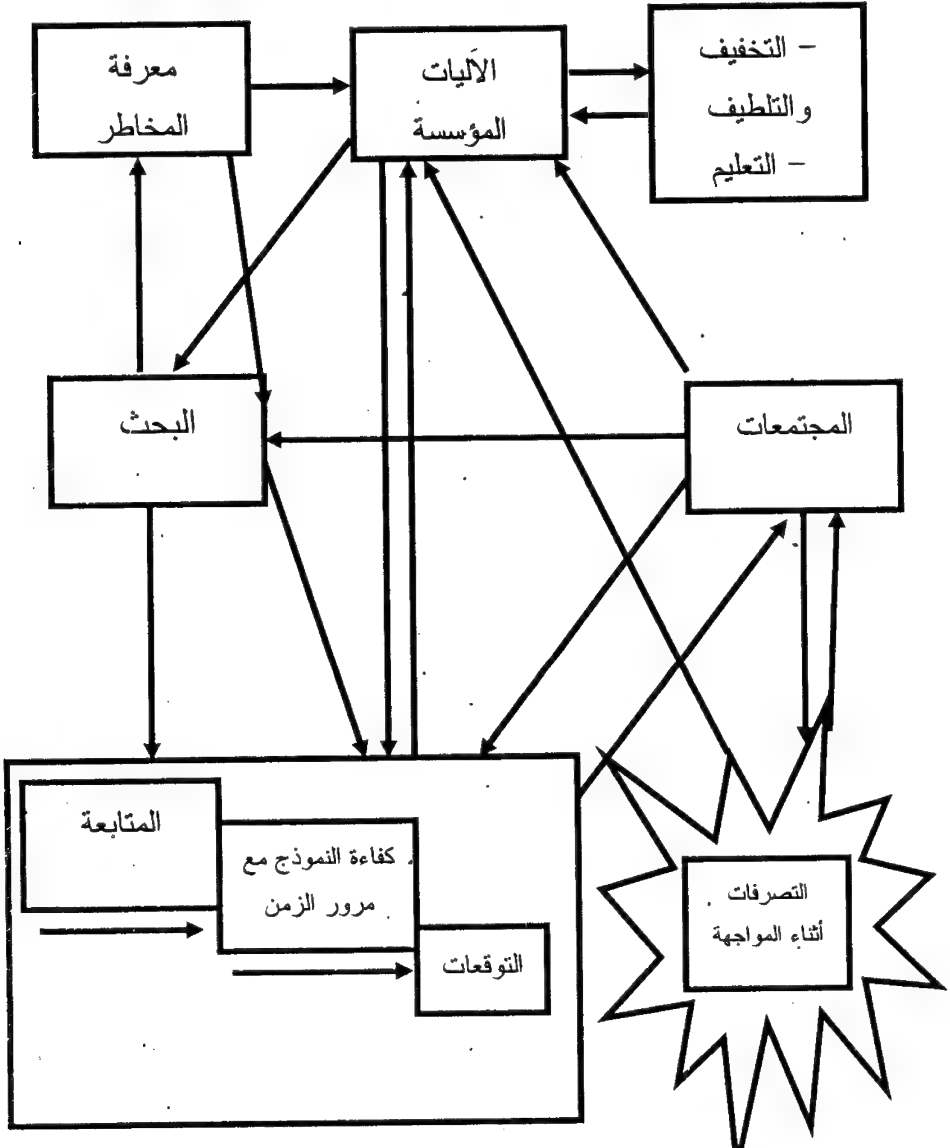 معرفة
المخاطر
الآليات
المؤسسة
– التخفيف
والتلطيف
– التعليم
البحث
المجتمعات
المتابعة
كفاءة النموذج مع
مرور الزمن
التوقعات
التصرفات
أثناء المواجهة